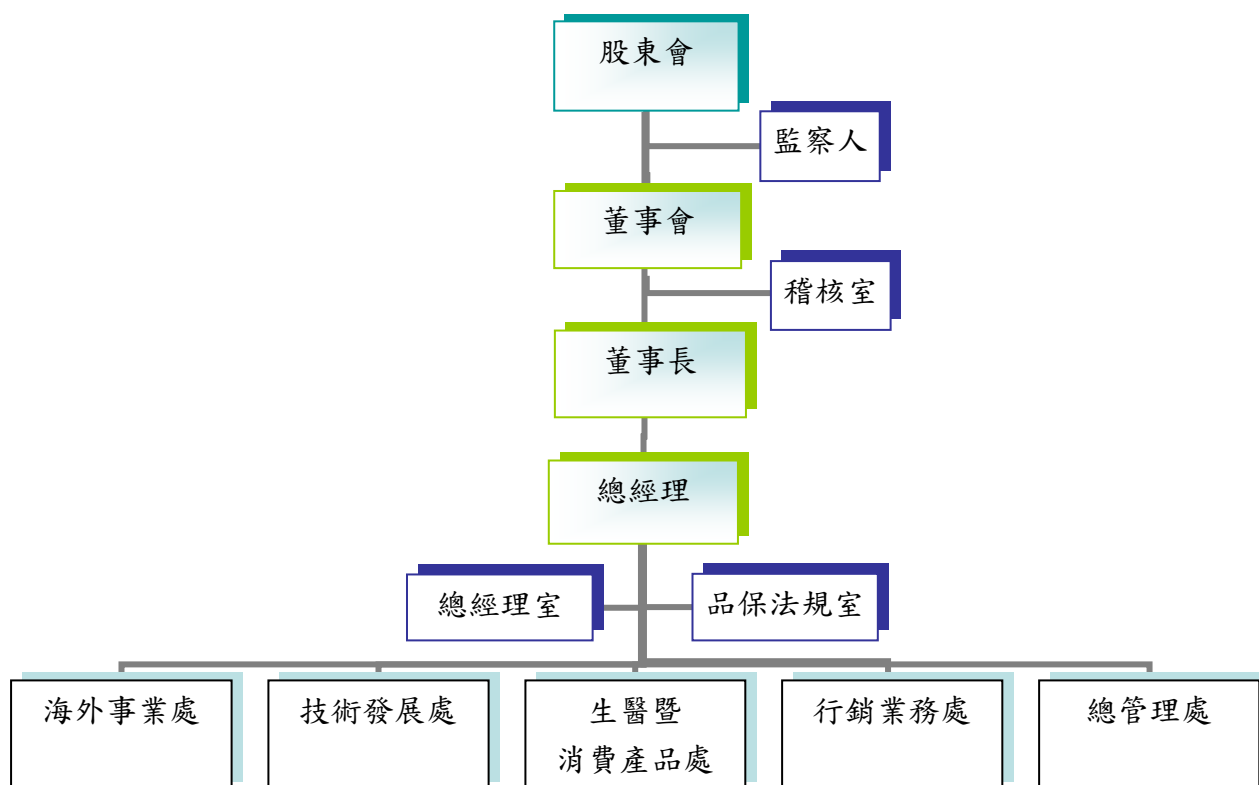 股東會
監察人
董事會
稽核室
董事長
總經理
總經理室
品保法規室
海外事業處
技術發展處
生醫暨
消費產品處
行銷業務處
總管理處